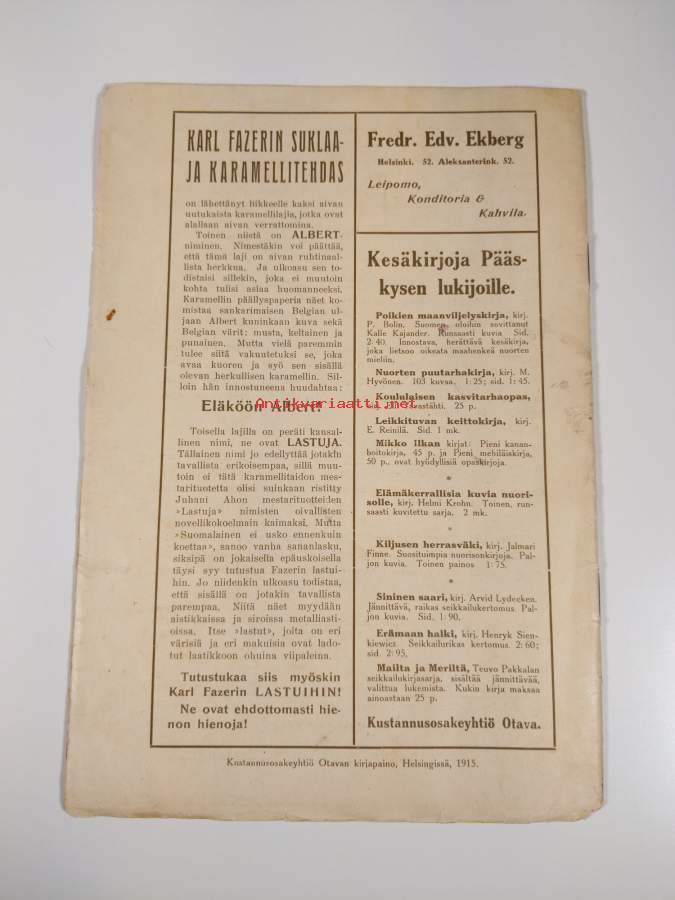 KARL FAZERIN SUKLAA-
JA KARAMELLITEHDAS
on lähettänyt liikkeelle kaksi aivan
uutukaista karamellilajia, jotka ovat
alallaan aivan verrattomina.
Toinen niistä on ALBERT-
niminen. Nimestäkin voi päättää,
että tämä laji on aivan ruhtinaal-
lista herkkua. Ja ulkoasu sen to-
distaisi sillekin, joka ei muutoin
kohta tulisi asiaa huomanneeksi.
Karamellin päällyspaperia näet ko-
mistaa sankarimaisen Belgian ul-
jaan Albert kuninkaan kuva sekä
Belgian värit: musta, keltainen ja
punainen. Mutta vielä paremmin
tulee siitä vakuutetuksi se, joka
avaa kuoren ja syö sen sisällä
olevan herkullisen karamellin. Sil-
loin hän innostuneena huudahtaa:
Eläköön Albert!
Toisella lajilla on peräti kansal-
linen nimi, ne ovat LASTUJA.
Tällainen nimi jo edellyttää jotakin
tavallista erikoisempaa, sillä muu-
toin ei tätä karamellitaidon mes-
tarituotetta olisi suinkaan ristitty
Juhani Ahon mestarituotteiden
»Lastuja» nimisten oivallisten
novellikokoelmain kaimaksi. Mutta
»Suomalainen ei usko ennenkuin
koettaa», sanoo vanha sananlasku,
siksipä on jokaisella epäuskoisella
täysi syy tutustua Fazerin lastui-
hin. Jo niidenkin ulkoasu todistaa,
että sisällä on jotakin tavallista
parempaa. Niitä näet myydään
aistikkaissa ja siroissa metalliasti-
oissa. Itse »lastut», joita on eri
värisiä ja eri makuisia ovat lado-
tut laatikkoon ohuina viipaleina.
Tutustukaa siis myöskin
Karl Fazerin LASTUIHIN!
Ne ovat ehdottomasti hie-
non hienoja!
Fredr. Edv. Ekberg
Helsinki. 52. Aleksanterink. 52.
Leipomo,
Konditoria &
Kahvila.
Kesäkirjoja Pääs-
kysen lukijoille.
Poikien maanviljelyskirja, kirj.
P. Bolin. Suomen oloihin sovittanut
Kalle Kajander. Runsaasti kuvia Sid.
2: 40. Innostava, herättävä kesäkirja,
joka lietsoo oikeata maahenkeä nuorten
mieliin.
Nuorten puutarhakirja, kirj. M.
Hyvönen. 103 kuvaa. 1: 25; sid. 1: 45.
Koululaisen kasvitarhaopas,
25 p.
Leikkituvan keittokirja, kirj.
E. Reinilä. Sid. 1 mk.
Mikko Ilkan kirjat: Pieni kanan-
hoitokirja, 45 p. ja Pieni mehiläiskirja,
50 p., ovat hyödyllisiä opaskirjoja.
*
Elämäkerrallisia kuvia nuori-
solle, kirj. Helmi Krohn. Toinen, run-
saasti kuvitettu sarja. 2 mk.
*
Kiljusen herrasväki, kirj. Jalmari
Finne. Suosituimpia nuorisonkirjoja. Pal-
jon kuvia. Toinen painos 1: 75.
*
Sininen saari, kirj. Arvid Lydecken.
Jännittävä, raikas seikkailukertomus. Pal-
jon kuvia. Sid. 1: 90.
Erämaan halki, kirj. Henryk Sien-
kiewicz. Seikkailurikas kertomus. 2: 60;
sid. 2: 95.
Mailta ja Meriltä, Teuvo Pakkalan
seikkailukirjasarja, sisältää jännittävää,
valittua lukemista. Kukin kirja maksaa
ainoastaan 25 p.
Kustannusosakeyhtiö Otava.
Kustannusosakeyhtiö Otavan kirjapaino, Helsingissä, 1915.
Antikvariaatti.net